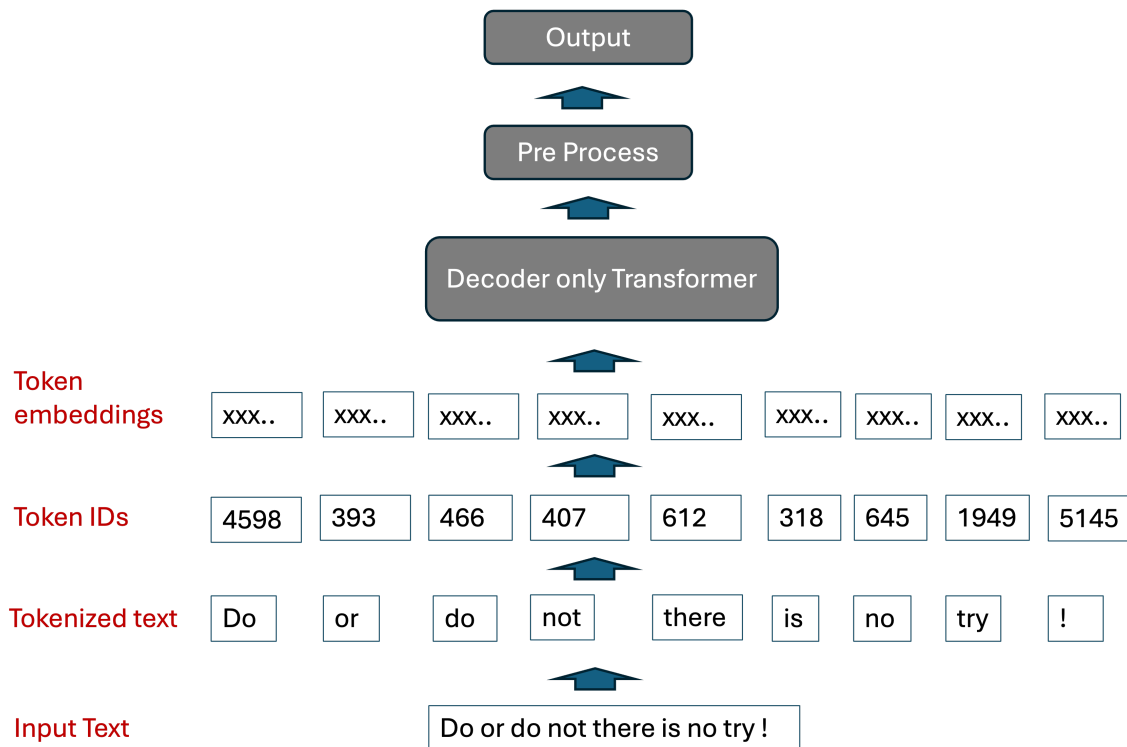 Output
Pre Process
Decoder only Transformer
Token
embeddings
xxx.. xxx.. xxx.. xxx.. xxx.. xxx.. xxx.. xxx.. xxx..
Token IDs 4598 393 466 407 612 318 645 1949 5145
Tokenized text Do or do not there is no try !
Input Text Do or do not there is no try !